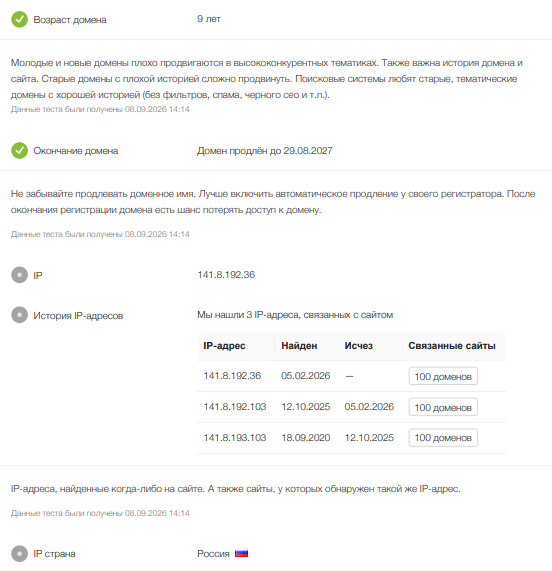 Возраст домена 9 лет
Молодые и новые домены плохо продвигаются в высококонкурентных тематиках. Также важна история домена и
сайта. Старые домены с плохой историей сложно продвинуть. Поисковые системы любят старые, тематические
домены с хорошей историей (без фильтров, спама, черного сео и т.п.).
Данные теста были получены 08.09.2026 14:14
Окончание домена Домен продлён до 29.08.2027
Не забывайте продлевать доменное имя. Лучше включить автоматическое продление у своего регистратора. После
окончания регистрации домена есть шанс потерять доступ к домену.
Данные теста были получены 08.09.2026 14:14
IP 141.8.192.36
История IP-адресов Мы нашли 3 IP-адреса, связанных с сайтом
IP-адрес Найден Исчез Связанные сайты
141.8.192.36 05.02.2026 — 100 доменов
141.8.192.103 12.10.2025 05.02.2026 100 доменов
141.8.193.103 18.09.2020 12.10.2025 100 доменов
IP-адреса, найденные когда-либо на сайте. А также сайты, у которых обнаружен такой же IP-адрес.
Данные теста были получены 08.09.2026 14:14
IP страна Россия